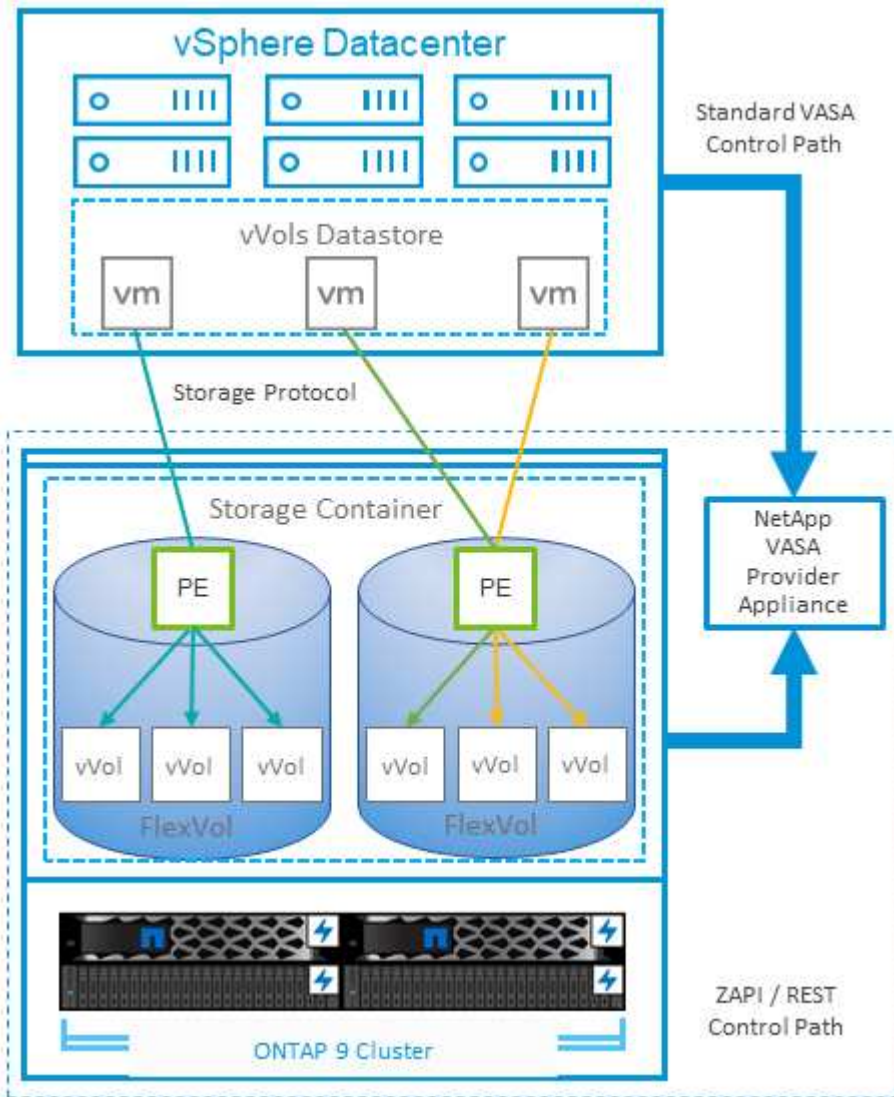 vSphere Datacenter
Standard VASA
Control Path
vVols Datastore
vm vm vm
Storage Protocol
Storage Container
NetApp
VASA
Provider
Appliance
PE PE
vVol vVol vVol vVol vVol vVol
FlexVol FlexVol
ZAPI / REST
Control Path
ONTAP 9 Cluster